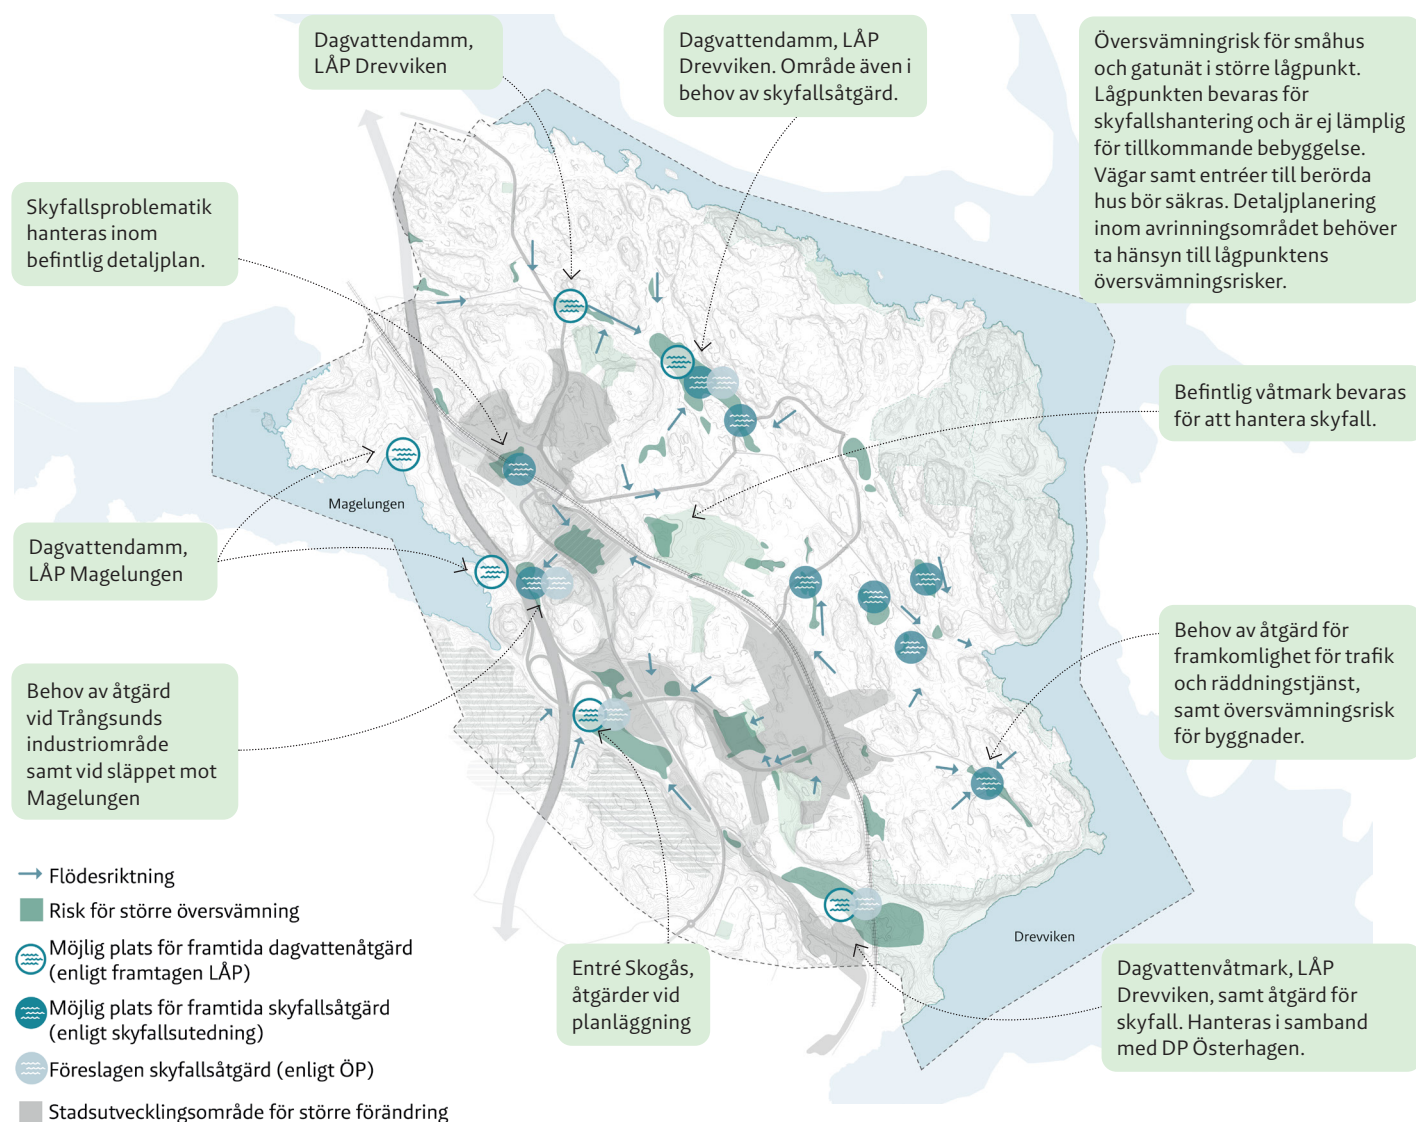 Dagvattendamm,
LÅP Drevviken
Dagvattendamm, LÅP
Drevviken. Område även i
behov av skyfallsåtgärd.
Översvämningrisk för småhus
och gatunät i större lågpunkt.
Lågpunkten bevaras för
skyfallshantering och är ej lämplig
för tillkommande bebyggelse.
Vägar samt entréer till berörda
hus bör säkras. Detaljplanering
inom avrinningsområdet behöver
ta hänsyn till lågpunktens
översvämningsrisker.
Skyfallsproblematik
hanteras inom
befintlig detaljplan.
Befintlig våtmark bevaras
för att hantera skyfall.
Magelungen
Dagvattendamm,
LÅP Magelungen
Behov av åtgärd för
framkomlighet för trafik
och räddningstjänst,
samt översvämningsrisk
för byggnader.
Behov av åtgärd
vid Trångsunds
industriområde
samt vid släppet mot
Magelungen
Drevviken
Entré Skogås,
åtgärder vid
planläggning
Dagvattenvåtmark, LÅP
Drevviken, samt åtgärd för
skyfall. Hanteras i samband
med DP Österhagen.
Flödesriktning
Risk för större översvämning
Möjlig plats för framtida dagvattenåtgärd
(enligt framtagen LÅP)
Möjlig plats för framtida skyfallsåtgärd
(enligt skyfallsutedning)
Föreslagen skyfallsåtgärd (enligt ÖP)
Stadsutvecklingsområde för större förändring